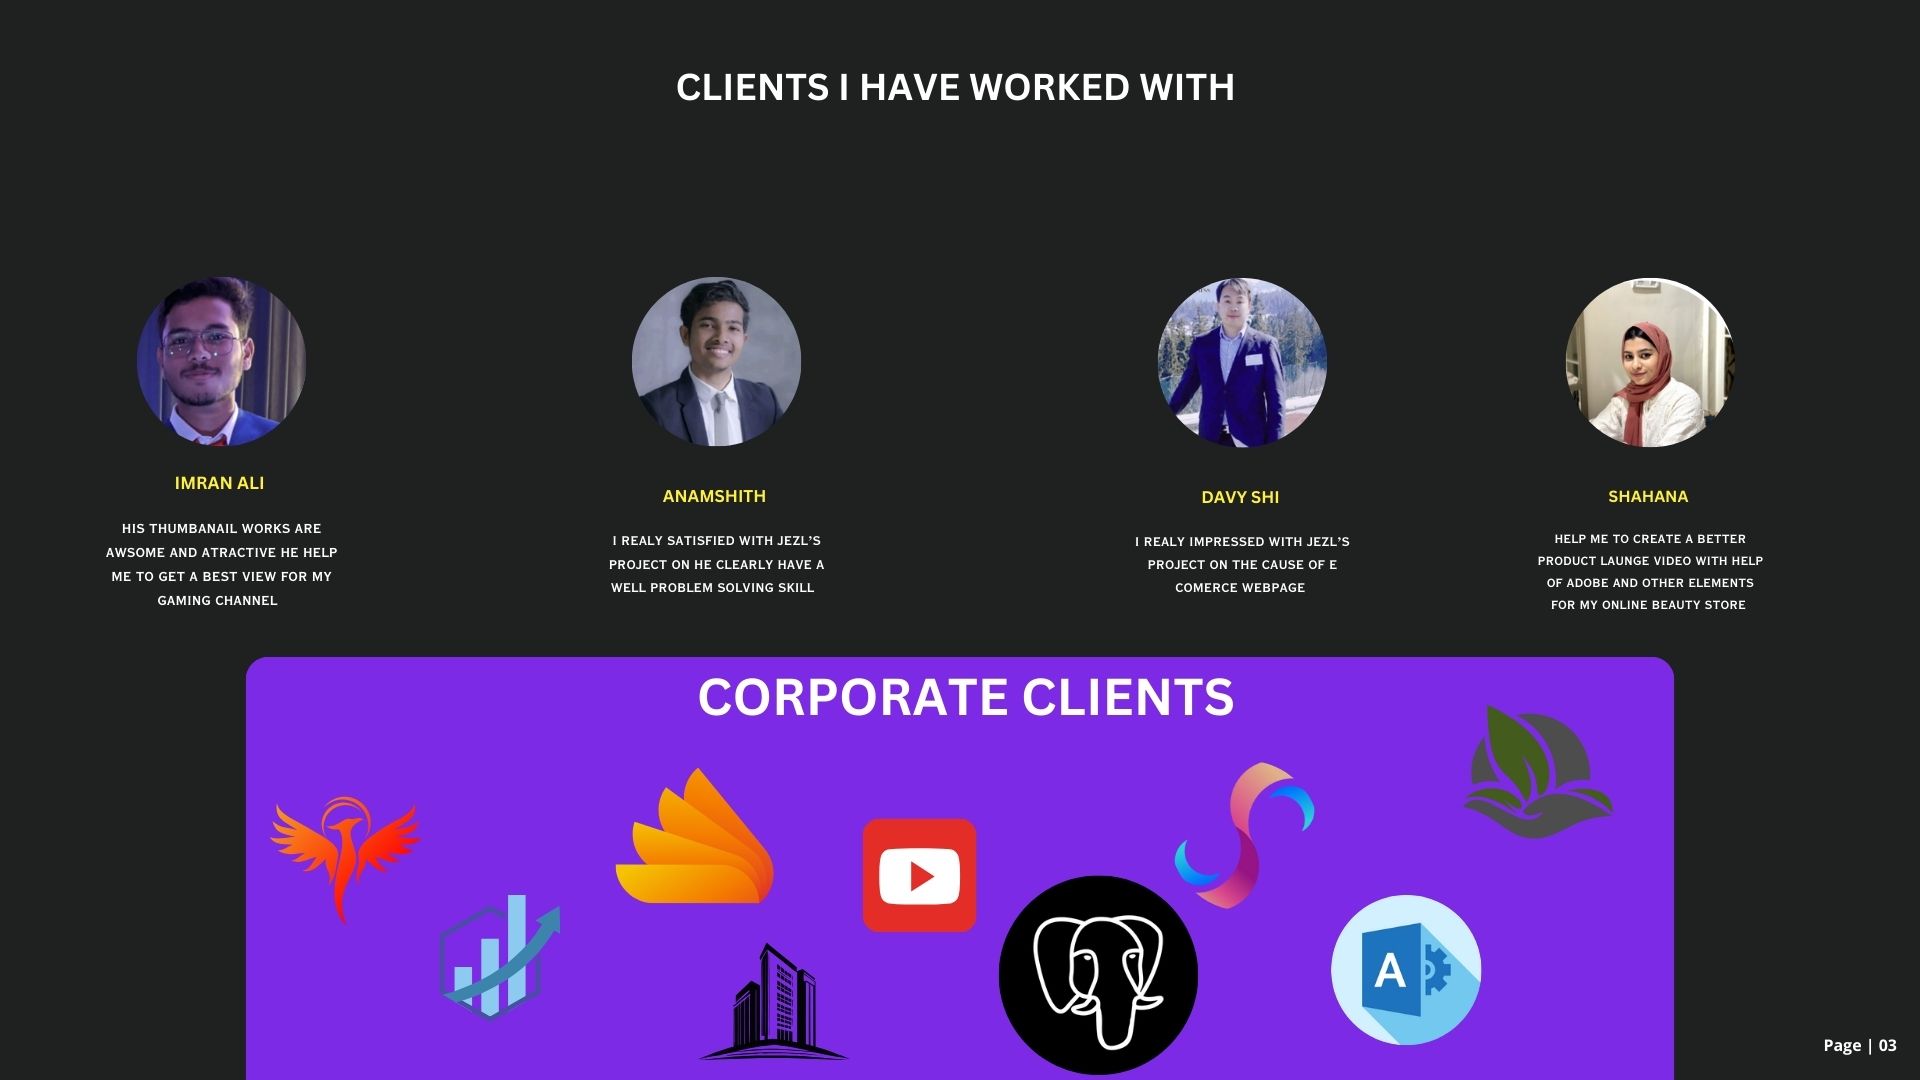 CLIENTS I HAVE WORKED WITH
IMRAN ALI
HIS THUMBANAIL WORKS ARE
AWSOME AND ATRACTIVE HE HELP
ME TO GET A BEST VIEW FOR MY
GAMING CHANNEL
ANAMSHITH
I REALY SATISFIED WITH JEZL'S
PROJECT ON HE CLEARLY HAVE A
WELL PROBLEM SOLVING SKILL
DAVY SHI
I REALY IMPRESSED WITH JEZL'S
PROJECT ON THE CAUSE OF E
COMERCE WEBPAGE
SHAHANA
HELP ME TO CREATE A BETTER
PRODUCT LAUNGE VIDEO WITH HELP
OF ADOBE AND OTHER ELEMENTS
FOR MY ONLINE BEAUTY STORE
CORPORATE CLIENTS
A
Page | 03